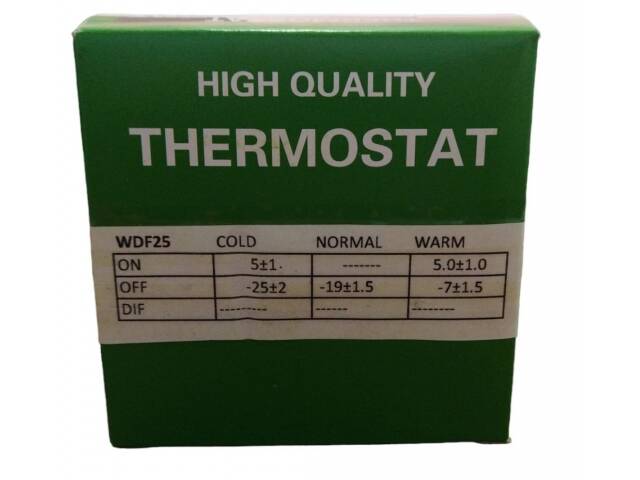 HIGH QUALITY
THERMOSTAT
WDF25 COLD NORMAL WARM
ON 5±1. ------- 5.0±1.0
OFF -25±2 -19±1.5 -7±1.5
DIF --------- ------- --------